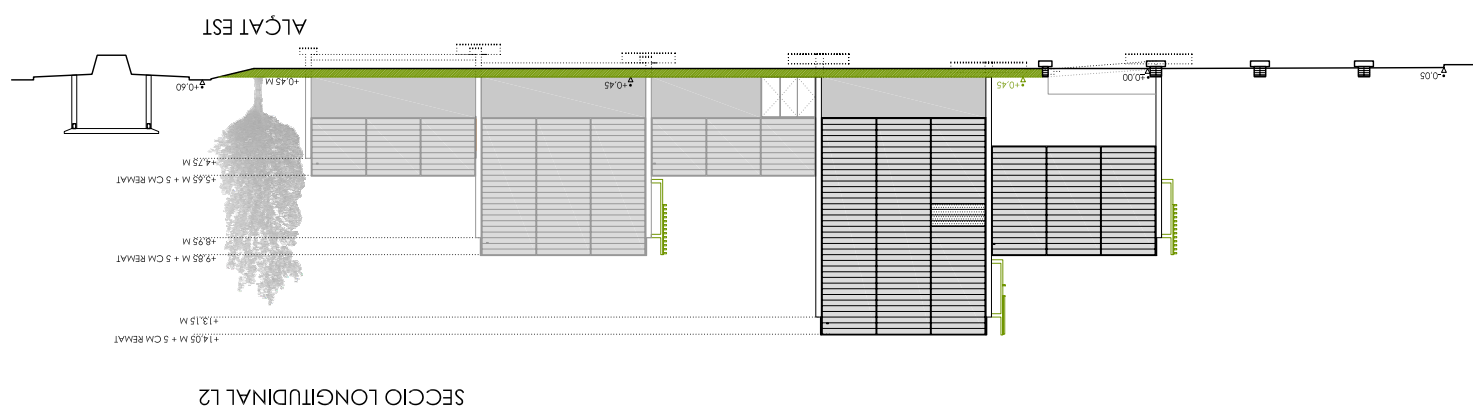 SECCIO LONGITUDINAL L2
+14.05 M + 5 CM REMAT
+13.15 M
+9.85 M + 5 CM REMAT
+8.95 M
+5.65 M + 5 CM REMAT
+4.75 M
-0.05
+0.00
+0.45
+0.45
+0.45 M
+0.60
ALÇAT EST